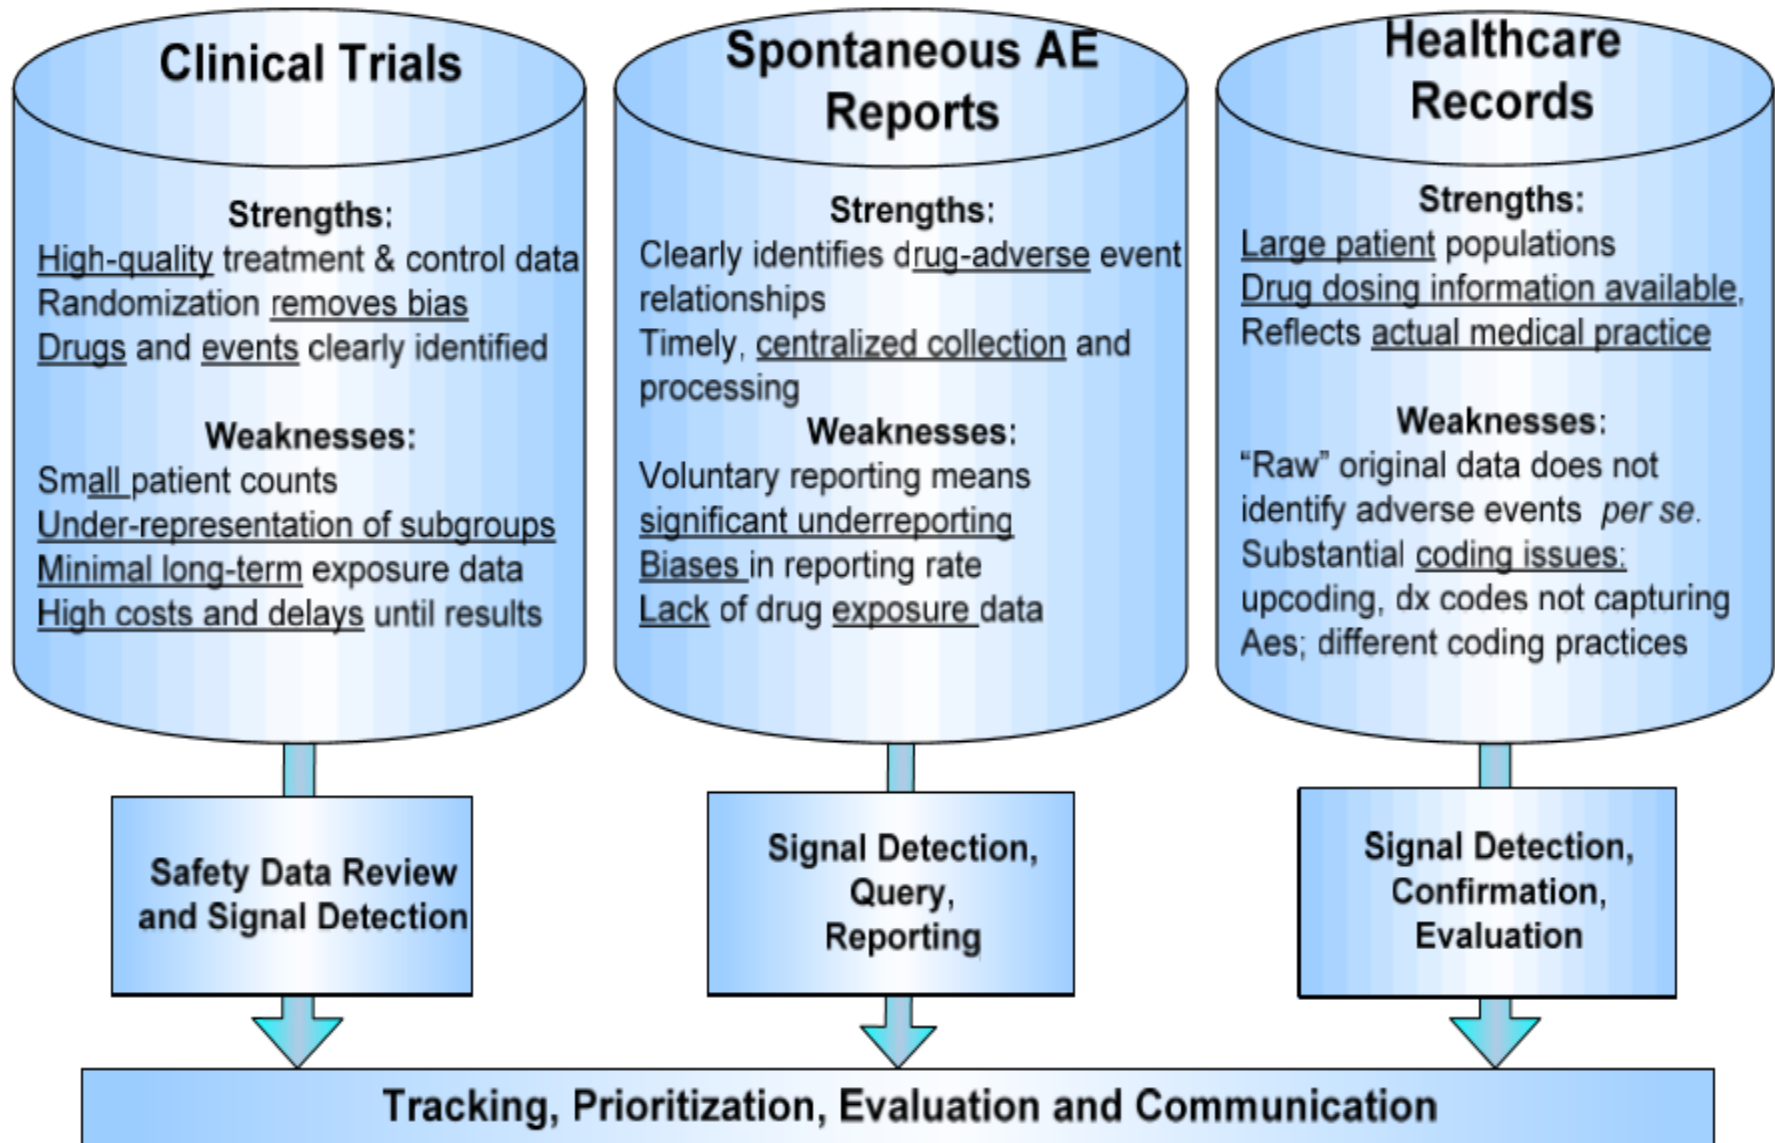 Clinical Trials
Strengths:
High-quality treatment & control data
Randomization removes bias
Drugs and events clearly identified
Weaknesses:
Small patient counts
Under-representation of subgroups
Minimal long-term exposure data
High costs and delays until results
Safety Data Review
and Signal Detection
Spontaneous AE
Reports
Strengths:
Clearly identifies drug-adverse event
relationships
Timely, centralized collection and
processing
Weaknesses:
Voluntary reporting means
significant underreporting
Biases in reporting rate
Lack of drug exposure data
Signal Detection,
Query,
Reporting
Healthcare
Records
Strengths:
Large patient populations
Drug dosing information available,
Reflects actual medical practice
Weaknesses:
“Raw” original data does not
identify adverse events per se.
Substantial coding issues:
upcoding, dx codes not capturing
Aes; different coding practices
Signal Detection,
Confirmation,
Evaluation
Tracking, Prioritization, Evaluation and Communication